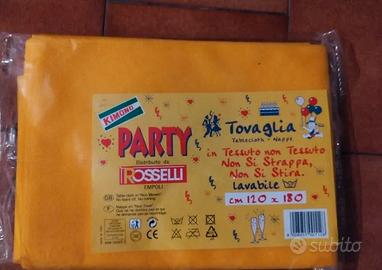 KIMONO
PARTY
Distribuito da
ROSSELLI
EMPOLI
Tovaglia
Tablecloth - Nappe
in Tessuto non Tessuto
Non Si Strappa,
Non Si Stira.
lavabile
cm 120 x 180
GB
F
subito